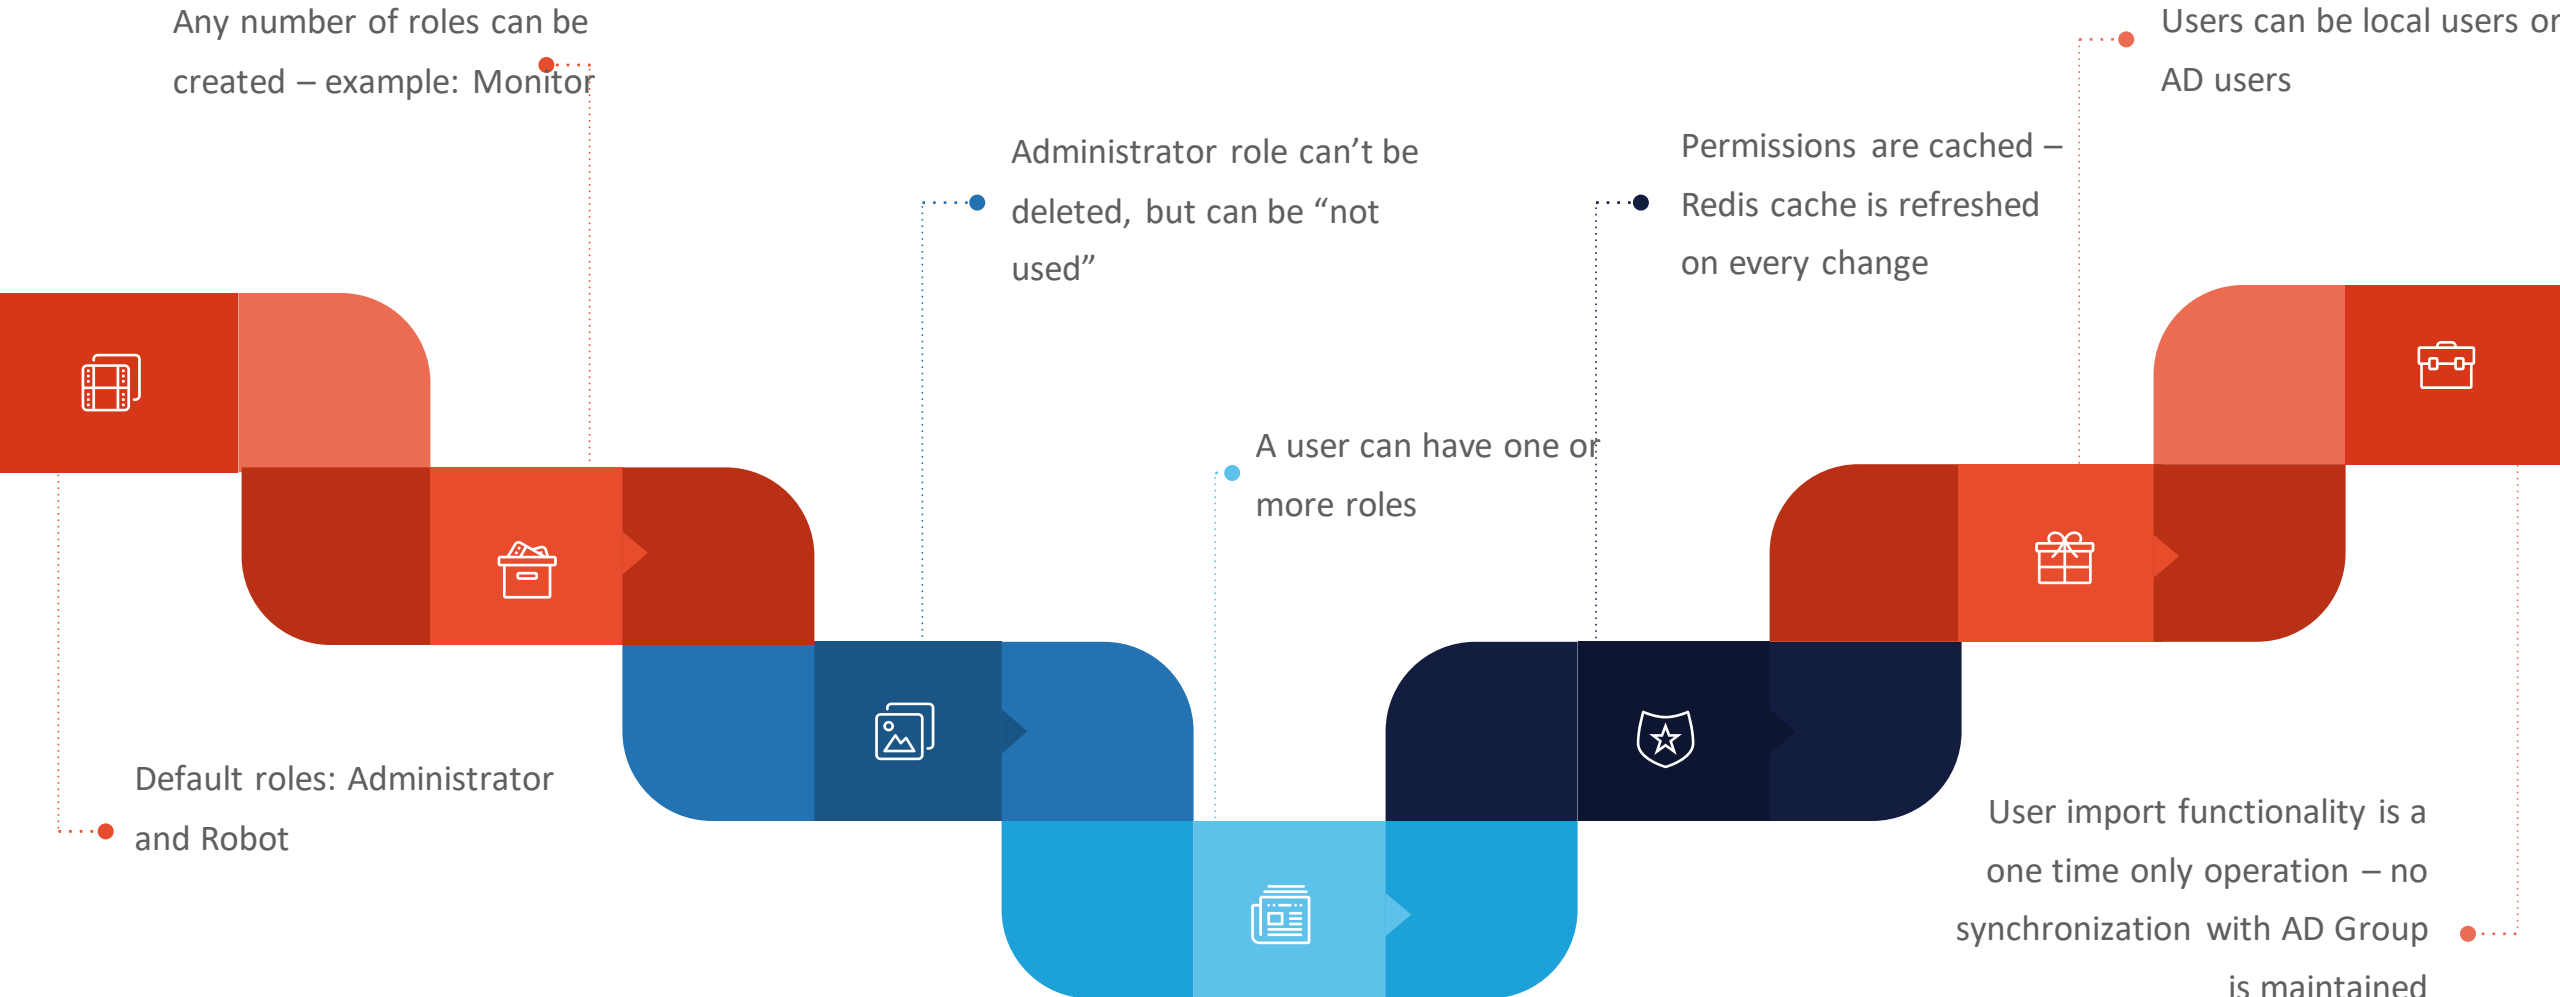 Any number of roles can be
created – example: Monitor
Users can be local users or
AD users
Administrator role can’t be
deleted, but can be “not
used”
Permissions are cached –
Redis cache is refreshed
on every change
A user can have one or
more roles
Default roles: Administrator
and Robot
User import functionality is a
one time only operation – no
synchronization with AD Group
is maintained